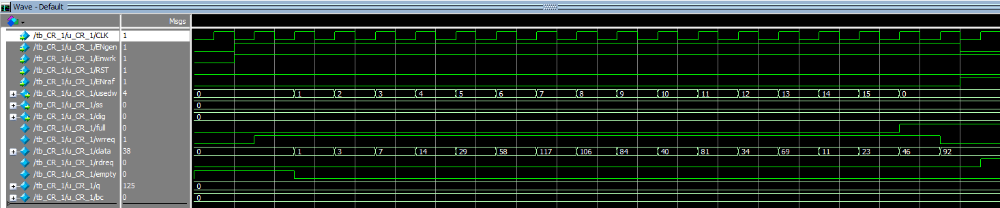 Wave - Default
Msgs
/tb_CR_1/u_CR_1/CLK 1
/tb_CR_1/u_CR_1/ENgen 1
/tb_CR_1/u_CR_1/Enwrk 1
/tb_CR_1/u_CR_1/RST 1
/tb_CR_1/u_CR_1/ENraf 1
/tb_CR_1/u_CR_1/usedw 4 0 1 2 3 4 5 6 7 8 9 10 11 12 13 14 15 0
/tb_CR_1/u_CR_1/ss 0 0
/tb_CR_1/u_CR_1/dig 0 0
/tb_CR_1/u_CR_1/full 0
/tb_CR_1/u_CR_1/wrreq 1
/tb_CR_1/u_CR_1/data 38 0 1 3 7 14 29 58 117 106 84 40 81 34 69 11 23 46 92
/tb_CR_1/u_CR_1/rdreq 0
/tb_CR_1/u_CR_1/empty 0
/tb_CR_1/u_CR_1/q 125 0
/tb_CR_1/u_CR_1/bc 0 0